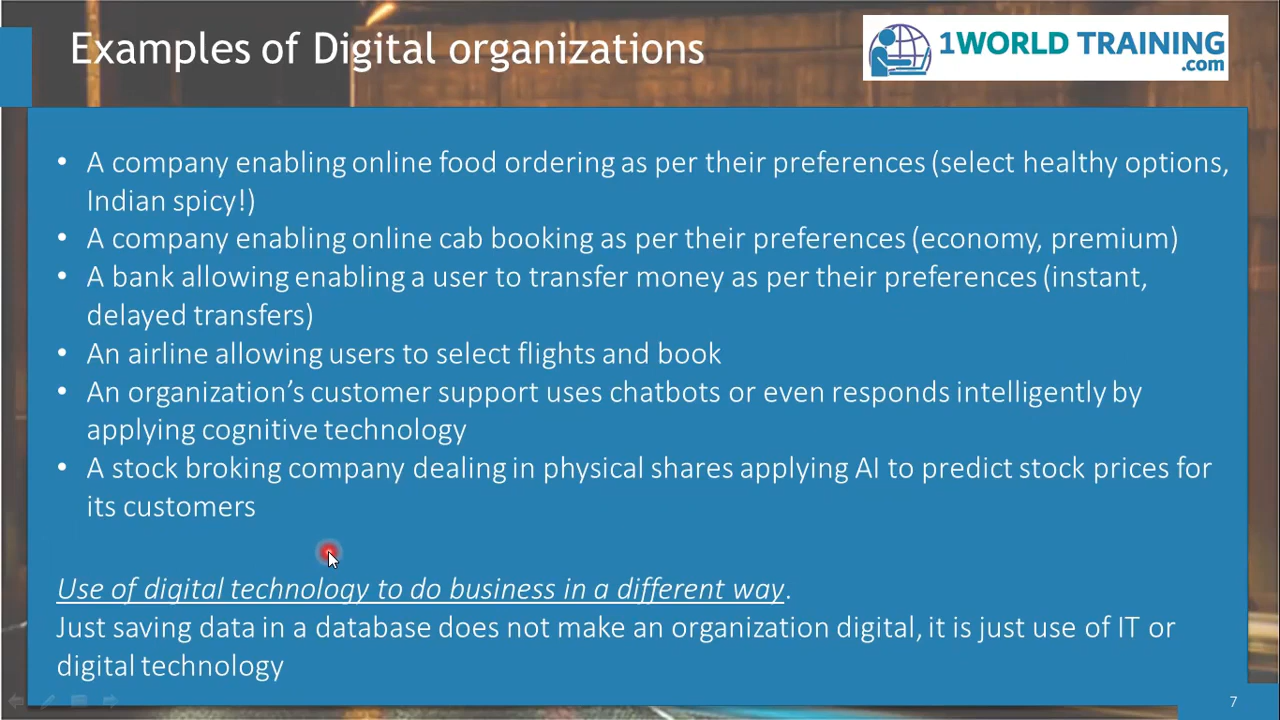 Examples of Digital organizations
1WORLD TRAINING
.com
• A company enabling online food ordering as per their preferences (select healthy options,
Indian spicy!)
• A company enabling online cab booking as per their preferences (economy, premium)
• A bank allowing enabling a user to transfer money as per their preferences (instant,
delayed transfers)
• An airline allowing users to select flights and book
• An organization’s customer support uses chatbots or even responds intelligently by
applying cognitive technology
• A stock broking company dealing in physical shares applying AI to predict stock prices for
its customers
Use of digital technology to do business in a different way.
Just saving data in a database does not make an organization digital, it is just use of IT or
digital technology
7